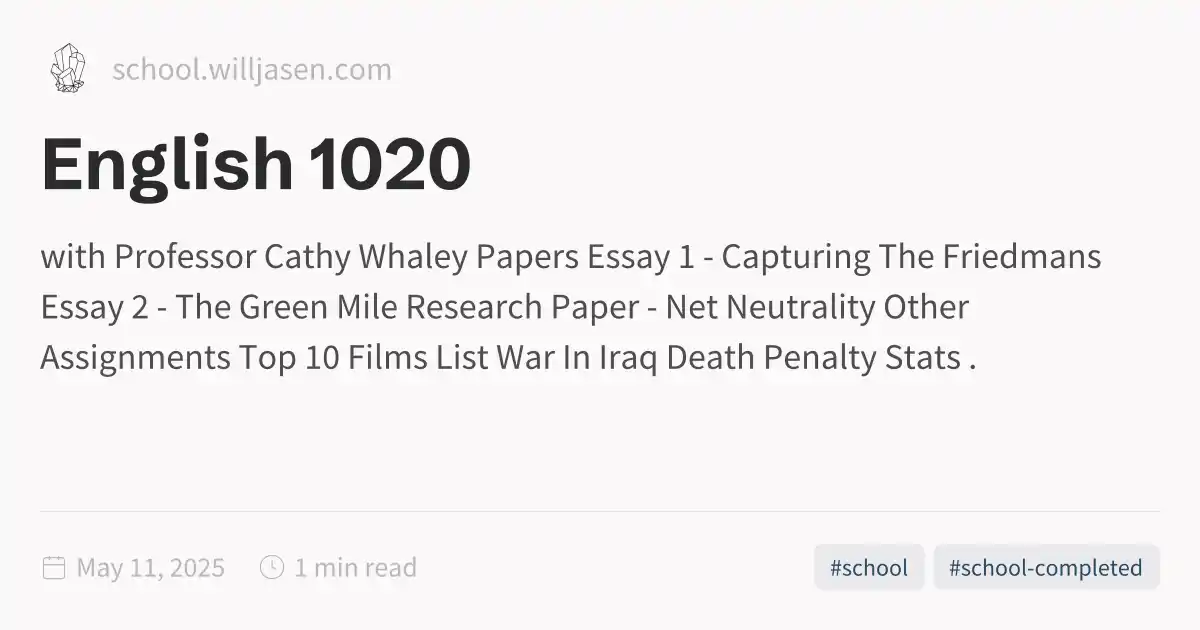 school.willjasen.com
English 1020
with Professor Cathy Whaley Papers Essay 1 - Capturing The Friedmans
Essay 2 - The Green Mile Research Paper - Net Neutrality Other
Assignments Top 10 Films List War In Iraq Death Penalty Stats .
May 11, 2025 1 min read #school #school-completed